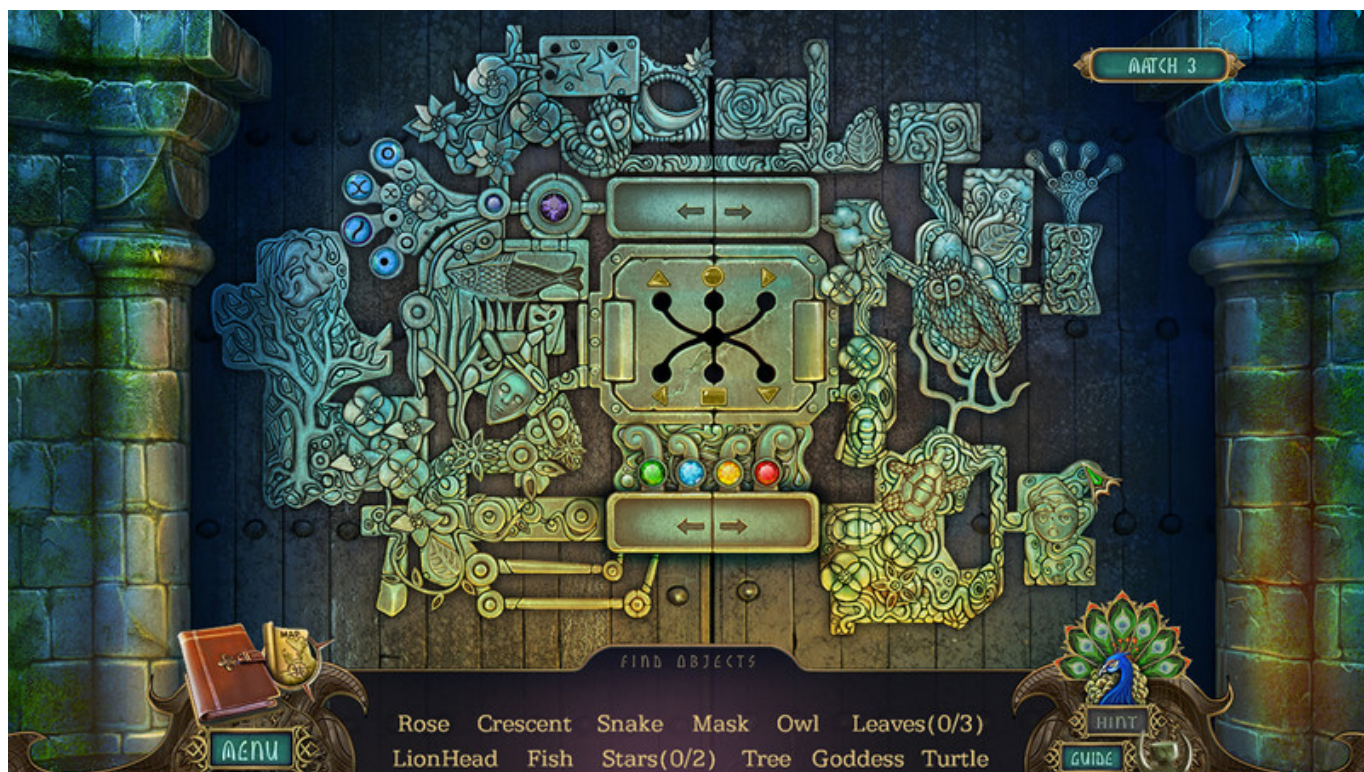 MATCH 3
MAP
FIND OBJECTS
Rose Crescent Snake Mask Owl Leaves(0/3)
LionHead Fish Stars(0/2) Tree Goddess Turtle
MENU
HINT
GUIDE